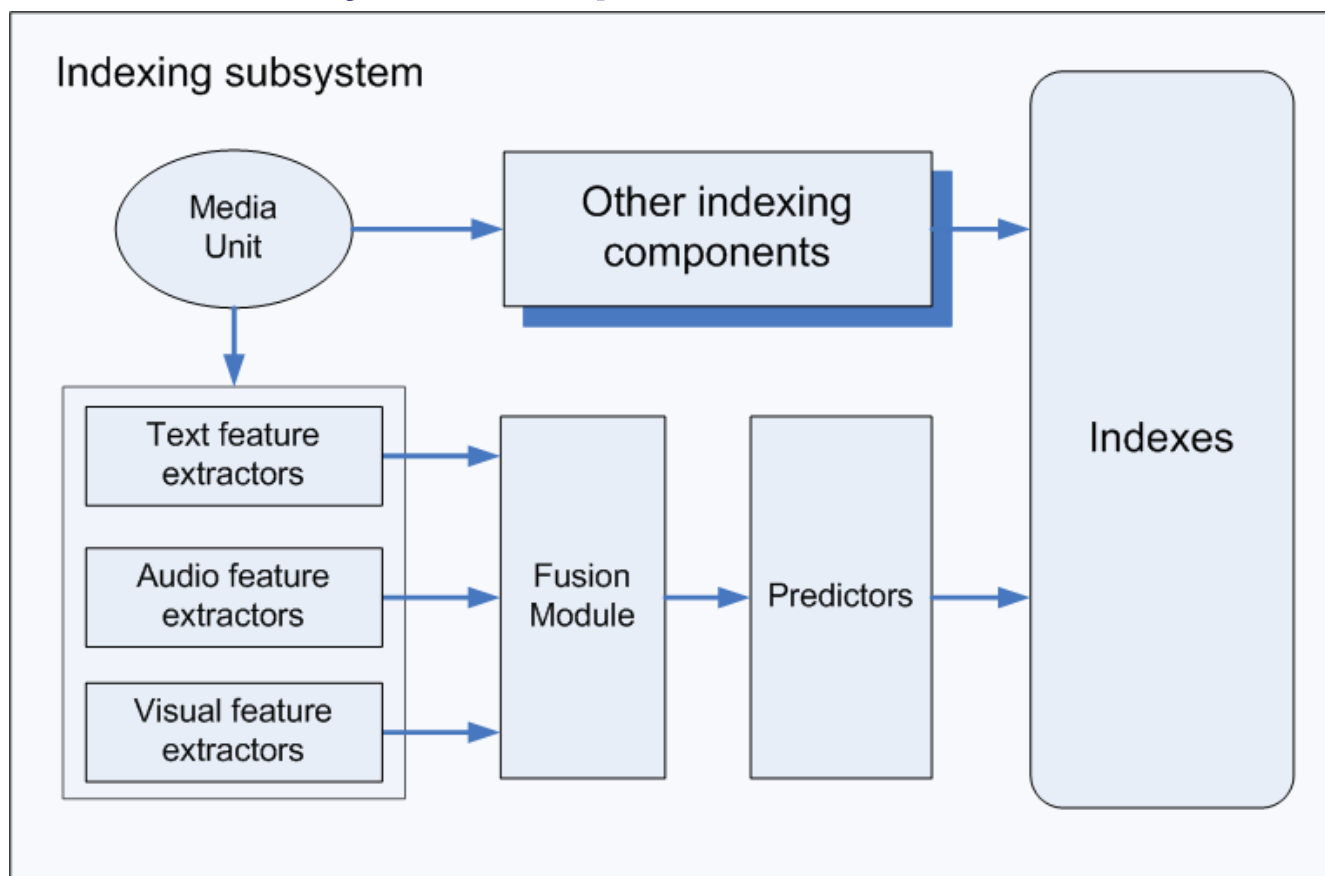 Indexing subsystem
Media
Unit
Other indexing
components
Indexes
Text feature
extractors
Audio feature
extractors
Visual feature
extractors
Fusion
Module
Predictors